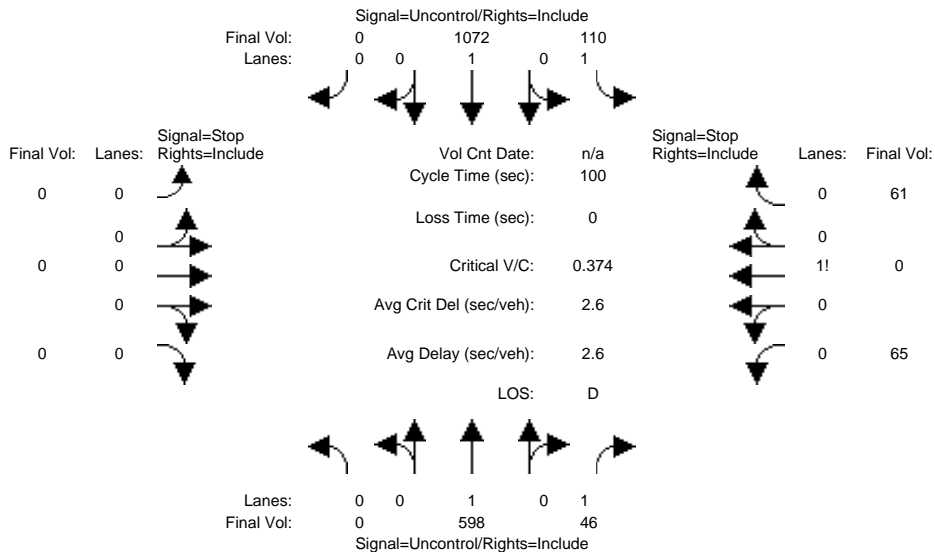 Signal=Uncontrol/Rights=Include
Final Vol: 0 1072 110
Lanes: 0 0 1 0 1
Signal=Stop Signal=Stop
Final Vol: Lanes: Rights=Include Vol Cnt Date: n/a Rights=Include Lanes: Final Vol:
Cycle Time (sec): 100
0 0 0 61
Loss Time (sec): 0
0 0
0 0 Critical V/C: 0.374 1! 0
0 Avg Crit Del (sec/veh): 2.6 0
0 0 Avg Delay (sec/veh): 2.6 0 65
LOS: D
Lanes: 0 0 1 0 1
Final Vol: 0 598 46
Signal=Uncontrol/Rights=Include